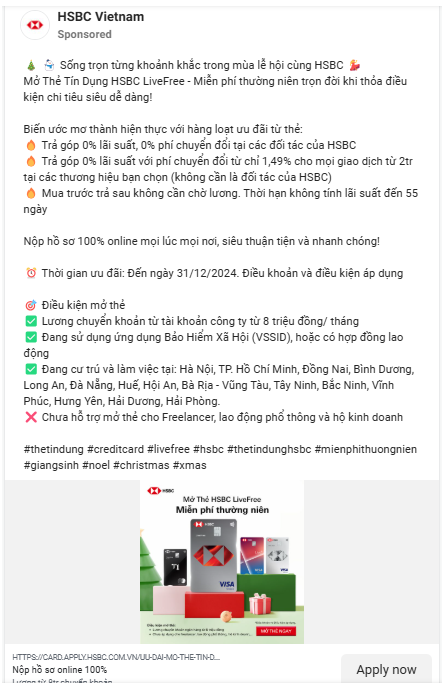 HSBC Vietnam
Sponsored
🎄 ⛄ Sống trọn từng khoảnh khắc trong mùa lễ hội cùng HSBC 💃
Mở Thẻ Tín Dụng HSBC LiveFree - Miễn phí thường niên trọn đời khi thỏa điều
kiện chi tiêu siêu dễ dàng!
Biến ước mơ thành hiện thực với hàng loạt ưu đãi từ thẻ:
🔥 Trả góp 0% lãi suất, 0% phí chuyển đổi tại các đối tác của HSBC
🔥 Trả góp 0% lãi suất với phí chuyển đổi từ chỉ 1,49% cho mọi giao dịch từ 2tr
tại các thương hiệu bạn chọn (không cần là đối tác của HSBC)
🔥 Mua trước trả sau không cần chờ lương. Thời hạn không tính lãi suất đến 55
ngày
Nộp hồ sơ 100% online mọi lúc mọi nơi, siêu thuận tiện và nhanh chóng!
⏰ Thời gian ưu đãi: Đến ngày 31/12/2024. Điều khoản và điều kiện áp dụng
🎯 Điều kiện mở thẻ
✅ Lương chuyển khoản từ tài khoản công ty từ 8 triệu đồng/ tháng
✅ Đang sử dụng ứng dụng Bảo Hiểm Xã Hội (VSSID), hoặc có hợp đồng lao
động
✅ Đang cư trú và làm việc tại: Hà Nội, TP. Hồ Chí Minh, Đồng Nai, Bình Dương,
Long An, Đà Nẵng, Huế, Hội An, Bà Rịa - Vũng Tàu, Tây Ninh, Bắc Ninh, Vĩnh
Phúc, Hưng Yên, Hải Dương, Hải Phòng.
❌ Chưa hỗ trợ mở thẻ cho Freelancer, lao động phổ thông và hộ kinh doanh
#thetindung #creditcard #livefree #hsbc #thetindunghsbc #mienphithuongnien
#giangsinh #noel #christmas #xmas
HSBC
Mở Thẻ HSBC LiveFree
Miễn phí thường niên
HSBC
VISA
VISA
MỞ THẺ NGAY
HTTPS://CARD.APPLY.HSBC.COM.VN/UU-DAI-MO-THE-TIN-D...
Nộp hồ sơ online 100%
Lương từ 8tr chuyển khoản
Apply now